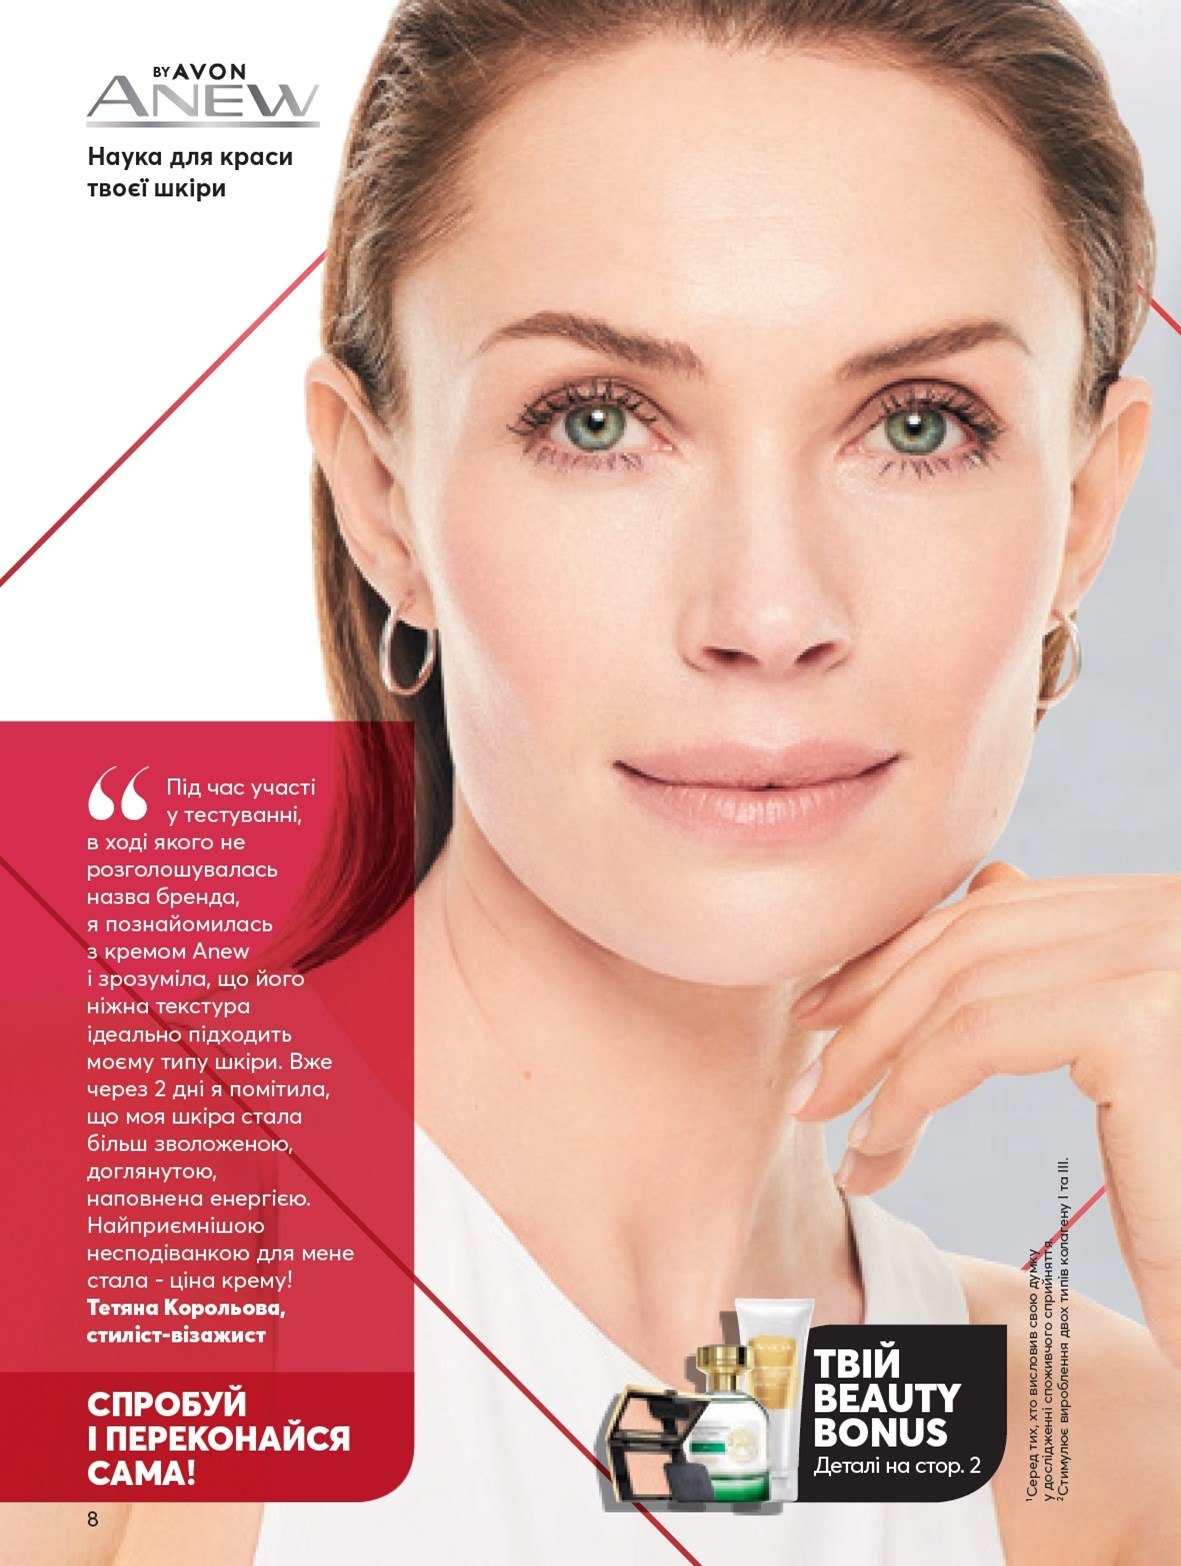 BY AVON
ANEW
Наука для краси
твоєї шкіри
“ Під час участі
у тестуванні,
в ході якого не
розголошувалась
назва бренда,
я познайомилась
з кремом Anew
і зрозуміла, що його
ніжна текстура
ідеально підходить
моєму типу шкіри. Вже
через 2 дні я помітила,
що моя шкіра стала
більш зволоженою,
доглянутою,
наповнена енергією.
Найприємнішою
несподіванкою для мене
стала - ціна крему!
Тетяна Корольова,
стиліст-візажист
СПРОБУЙ
І ПЕРЕКОНАЙСЯ
САМА!
ТВІЙ
BEAUTY
BONUS
Деталі на стор. 2
¹Серед тих, хто висловив свою думку
у дослідженні споживчого сприйняття.
²Стимулює вироблення двох типів колагену I та III.
8